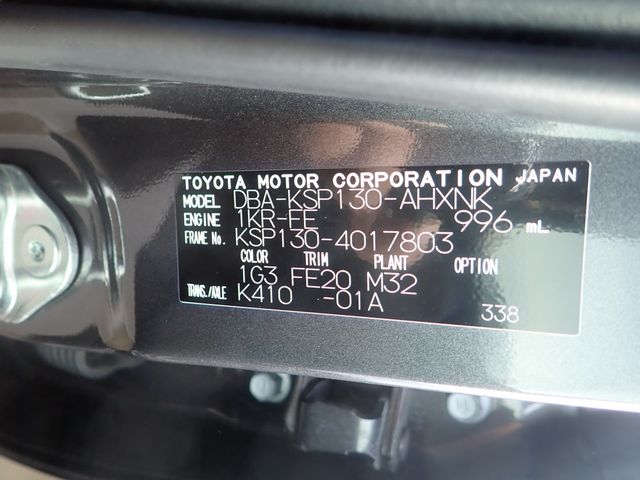 TOYOTA MOTOR CORPORATION JAPAN
MODEL DBA-KSP130-AHXNK
ENGINE 1KR-FE 996 mL
FRAME No. KSP130-4017803
COLOR TRIM PLANT OPTION
1G3 FE20 M32
TRANS./AXLE K410 -01A
338